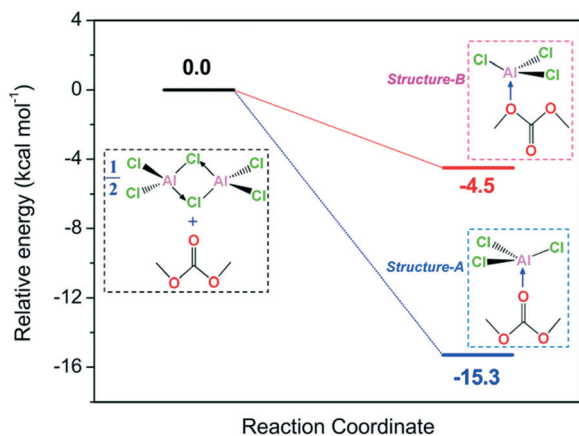 Relative energy (kcal mol⁻¹)
4
0
-4
-8
-12
-16
0.0
Structure-B
Cl
Cl
Al
Cl
O
O
O
-4.5
1/2
Cl
Cl
Cl
Al
Al
Cl
Cl
Cl
+
O
O
O
Structure-A
Cl
Cl
Cl
Al
O
O
O
-15.3
Reaction Coordinate